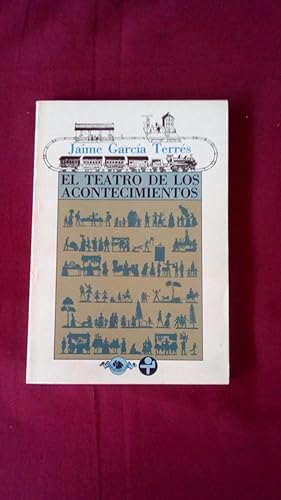 Jaime García Terrés
EL TEATRO DE LOS
ACONTECIMIENTOS